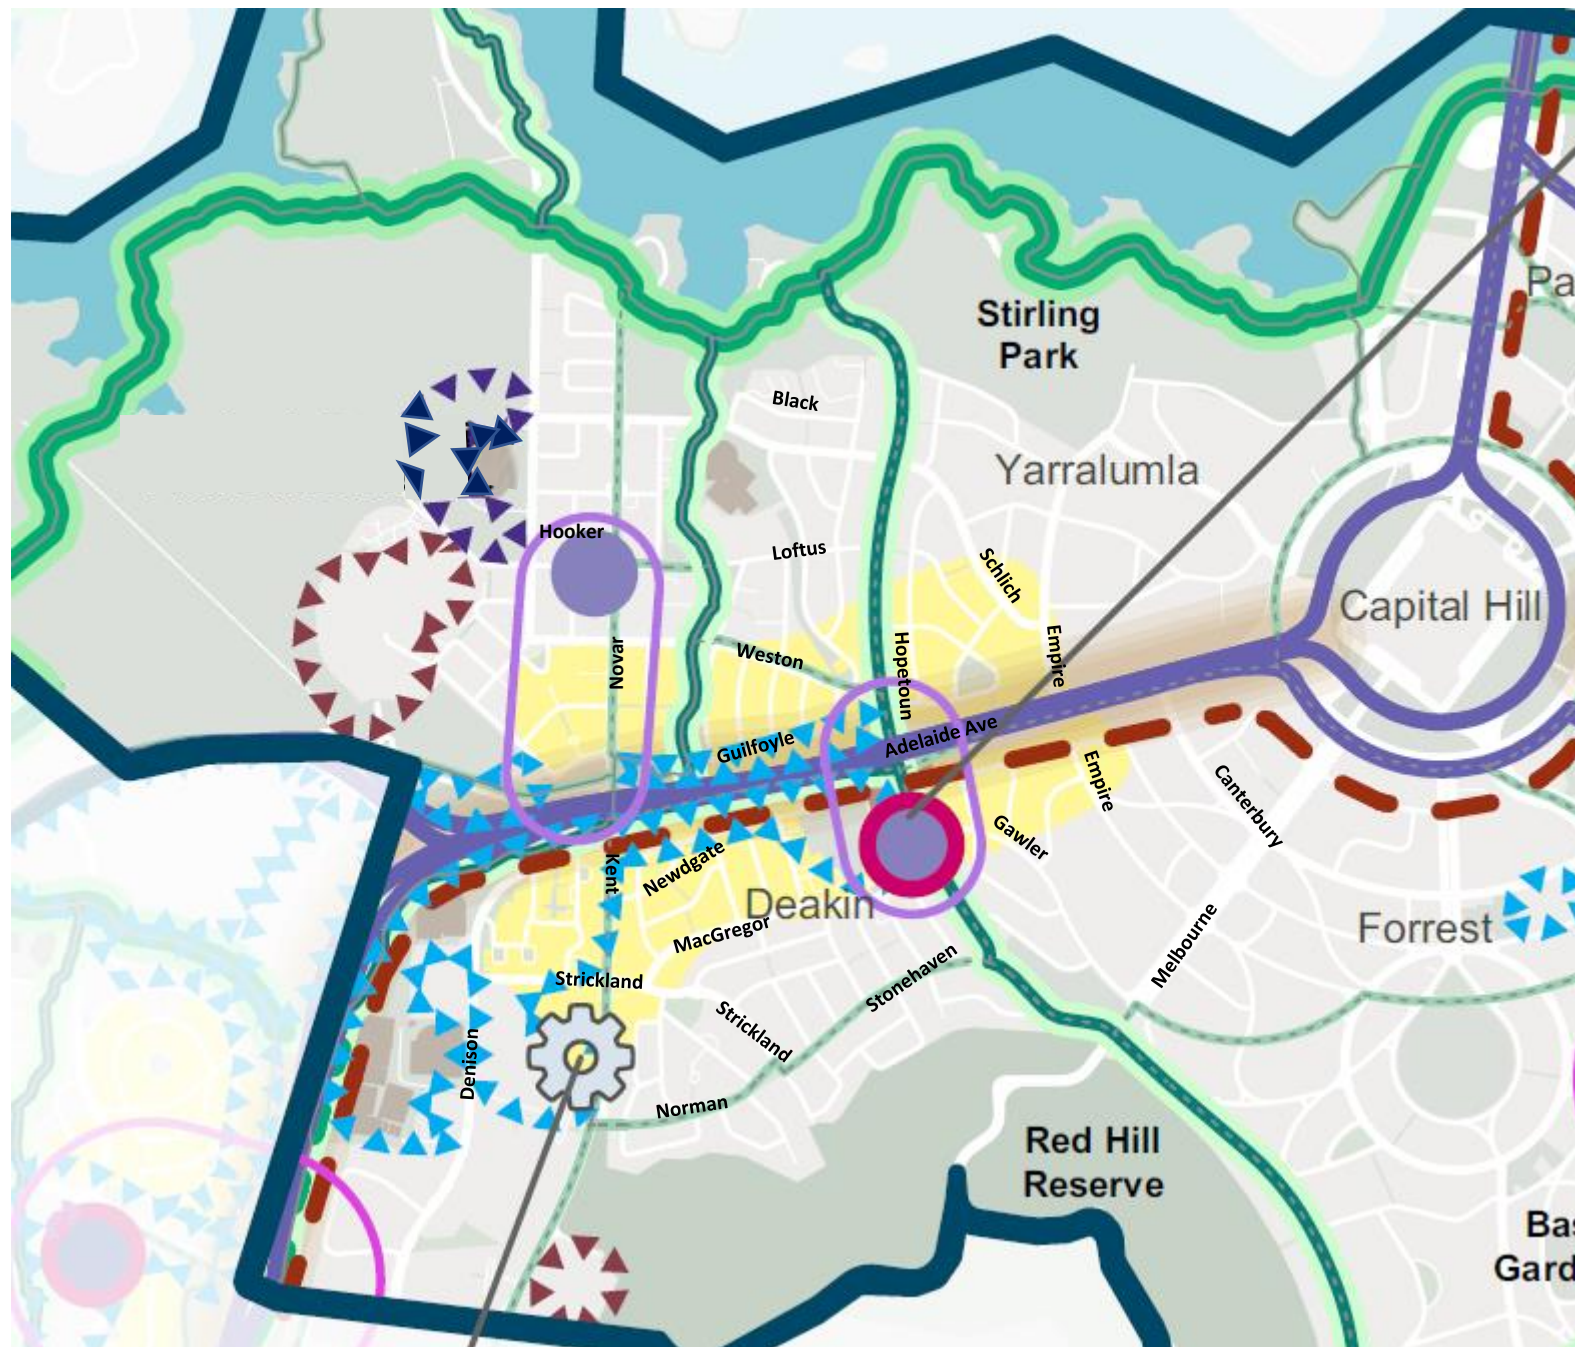 Stirling
Park
Pa
Black
Yarralumla
Hooker
Loftus
Schlich
Capital Hill
Novar
Weston
Hopetoun
Empire
Guilfoyle
Adelaide Ave
Empire
Canterbury
Gawler
Kent
Newdgate
Deakin
MacGregor
Forrest
Melbourne
Strickland
Stonehaven
Strickland
Denison
Norman
Red Hill
Reserve
Bas
Gard